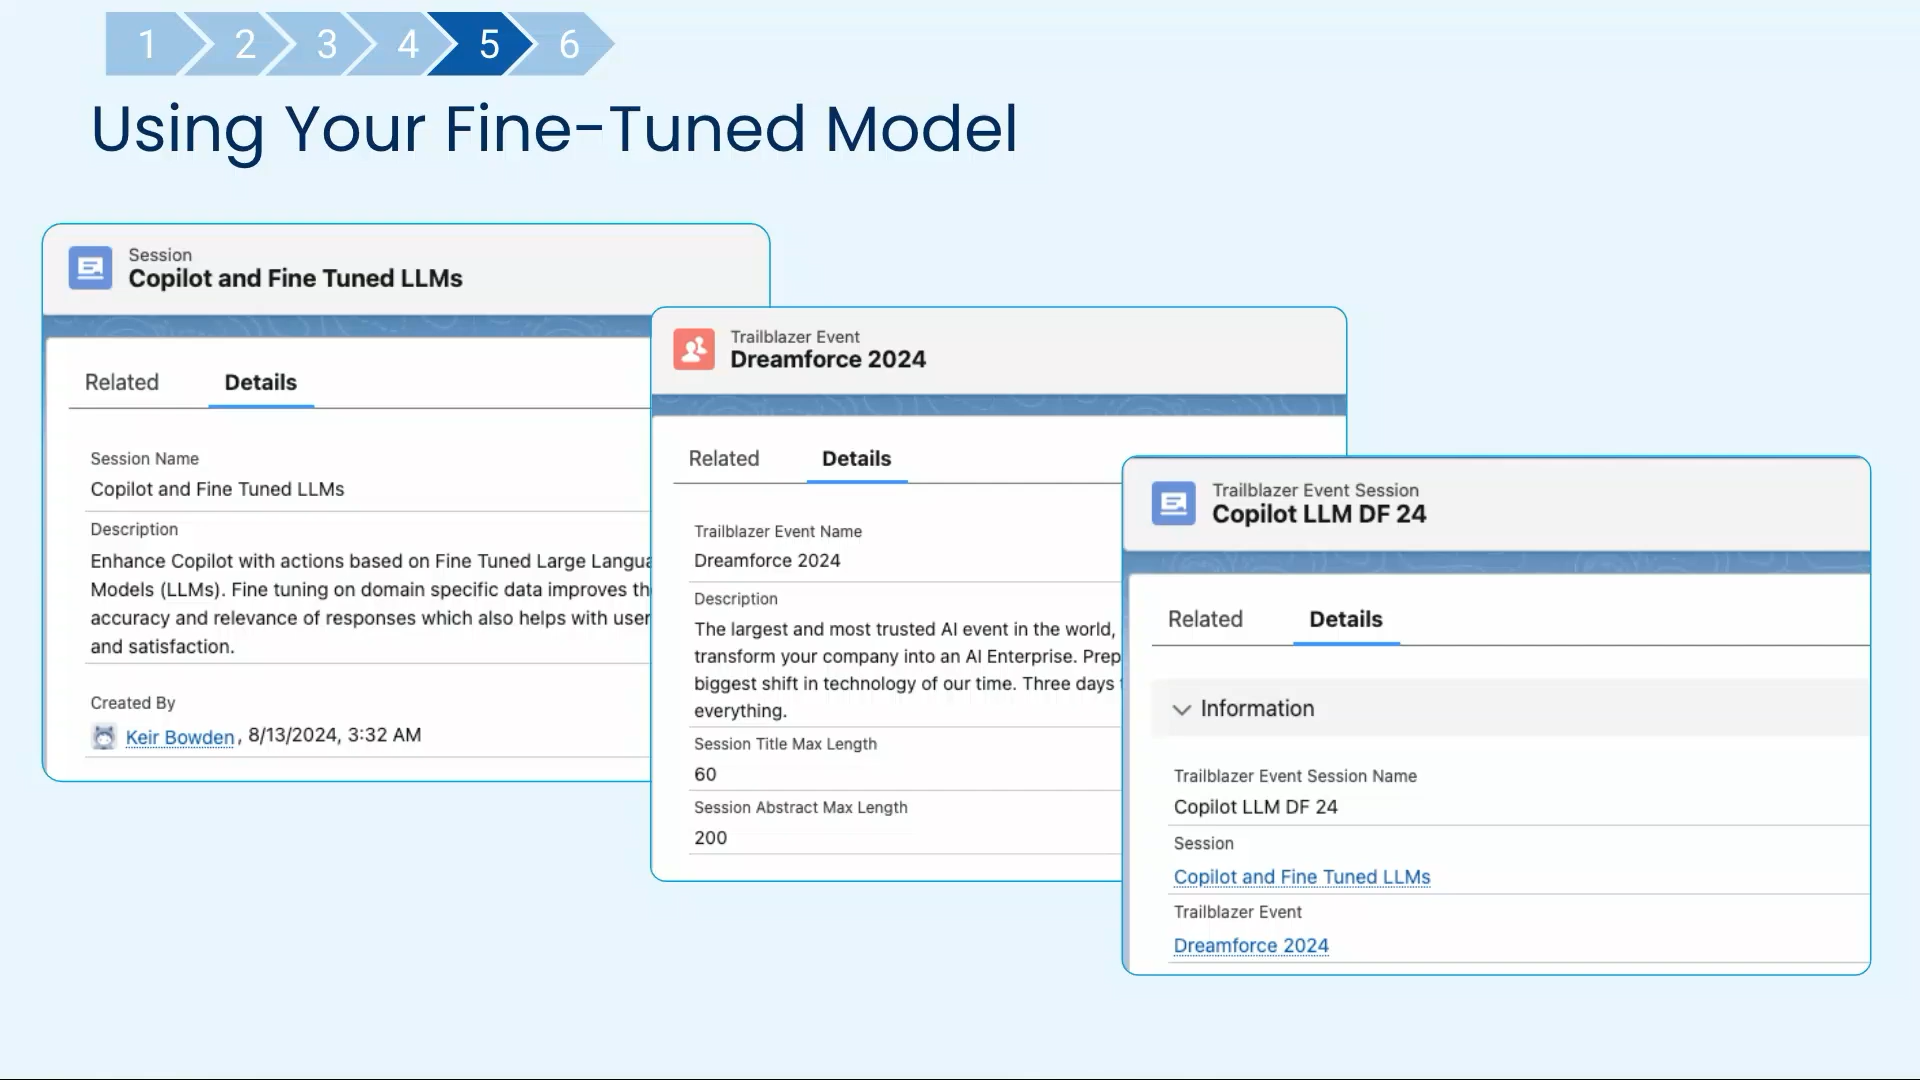 1 2 3 4 5 6
Using Your Fine-Tuned Model
Session
Copilot and Fine Tuned LLMs
Related Details
Session Name
Copilot and Fine Tuned LLMs
Description
Enhance Copilot with actions based on Fine Tuned Large
Models (LLMs). Fine tuning on domain specific data improves
accuracy and relevance of responses which also helps with user
and satisfaction.
Created By
Keir Bowden, 8/13/2024, 3:32 AM
Trailblazer Event
Dreamforce 2024
Related Details
Trailblazer Event Name
Dreamforce 2024
Description
The largest and most trusted AI event in the world,
transform your company into an AI Enterprise.
biggest shift in technology of our time. Three days
everything.
Session Title Max Length
60
Session Abstract Max Length
200
Trailblazer Event Session
Copilot LLM DF 24
Related Details
Information
Trailblazer Event Session Name
Copilot LLM DF 24
Session
Copilot and Fine Tuned LLMs
Trailblazer Event
Dreamforce 2024